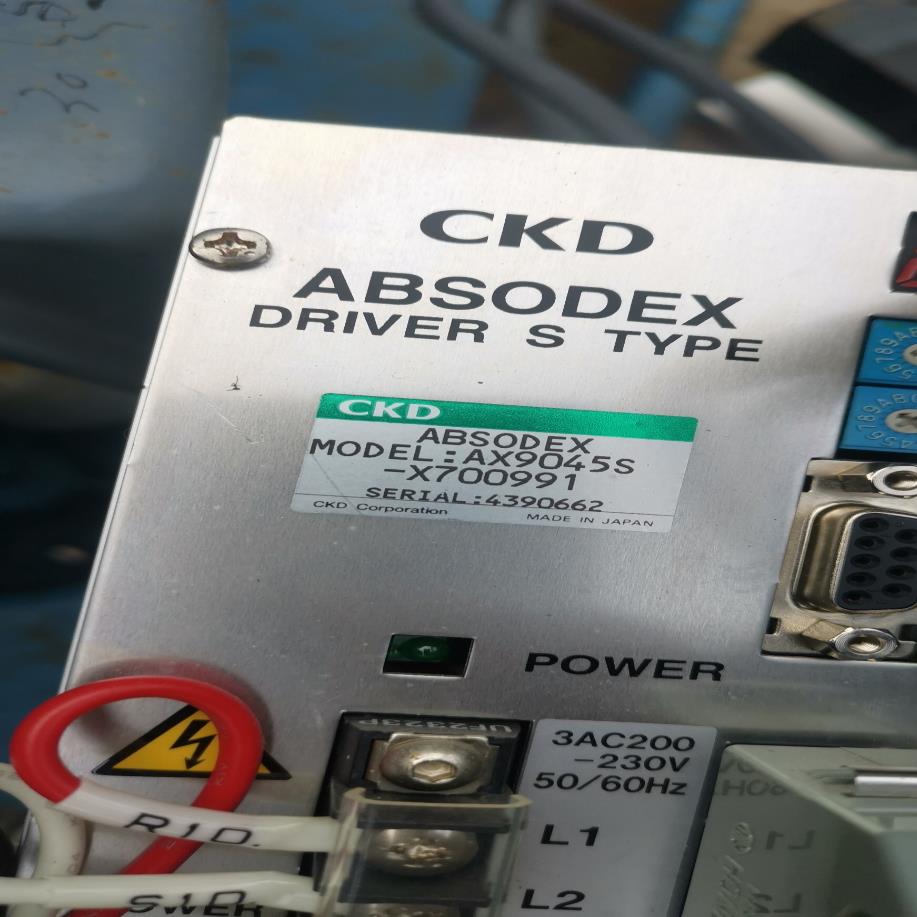 CKD
ABSODEX
DRIVER S TYPE
CKD
ABSODEX
MODEL:AX9045S
-X700991
SERIAL:4390662
CKD Corporation
MADE IN JAPAN
POWER
3AC200
-230V
50/60Hz
R1D.
L1
L2